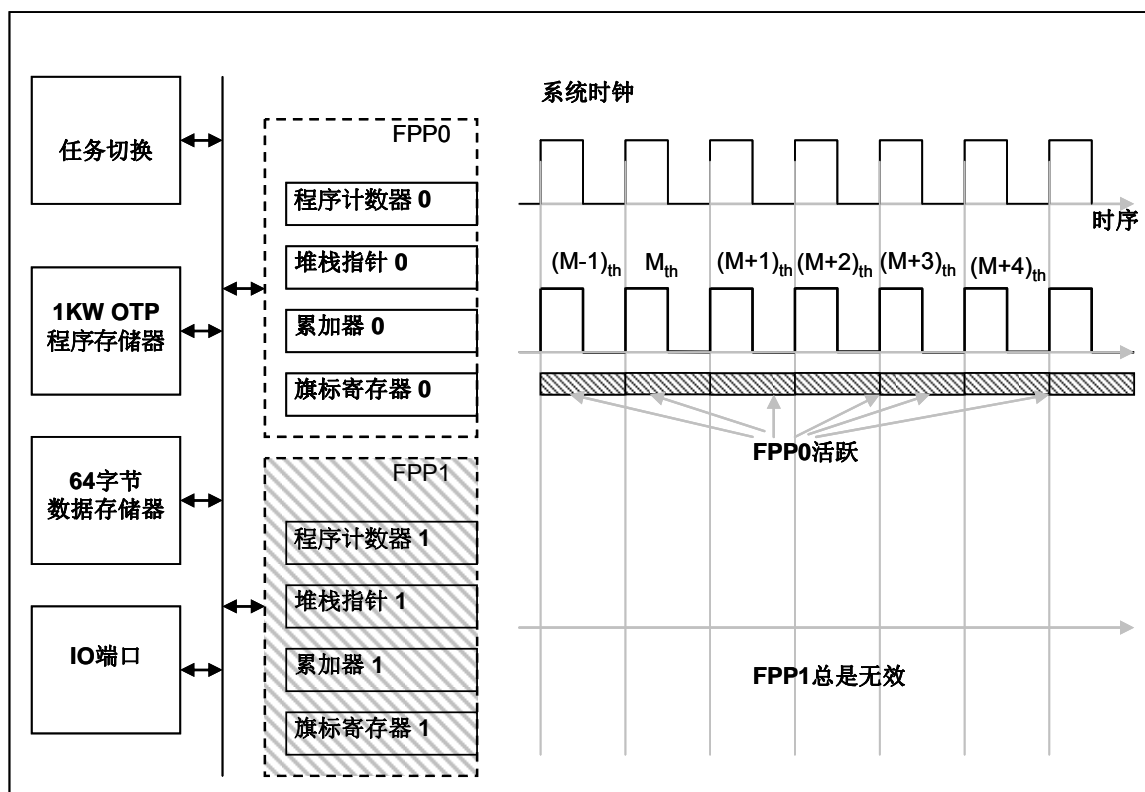 任务切换
1KW OTP
程序存储器
64字节
数据存储器
IO端口
FPP0
程序计数器 0
堆栈指针 0
累加器 0
旗标寄存器 0
FPP1
程序计数器 1
堆栈指针 1
累加器 1
旗标寄存器 1
系统时钟
时序
(M-1)th Mth (M+1)th (M+2)th (M+3)th (M+4)th
FPP0活跃
FPP1总是无效